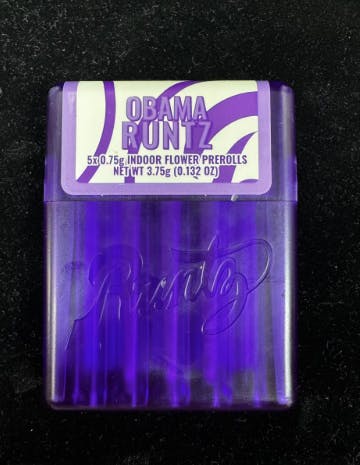 OBAMA
RUNTZ
5x 0.75g INDOOR FLOWER PREROLLS
NET WT 3.75g (0.132 OZ)
Runtz